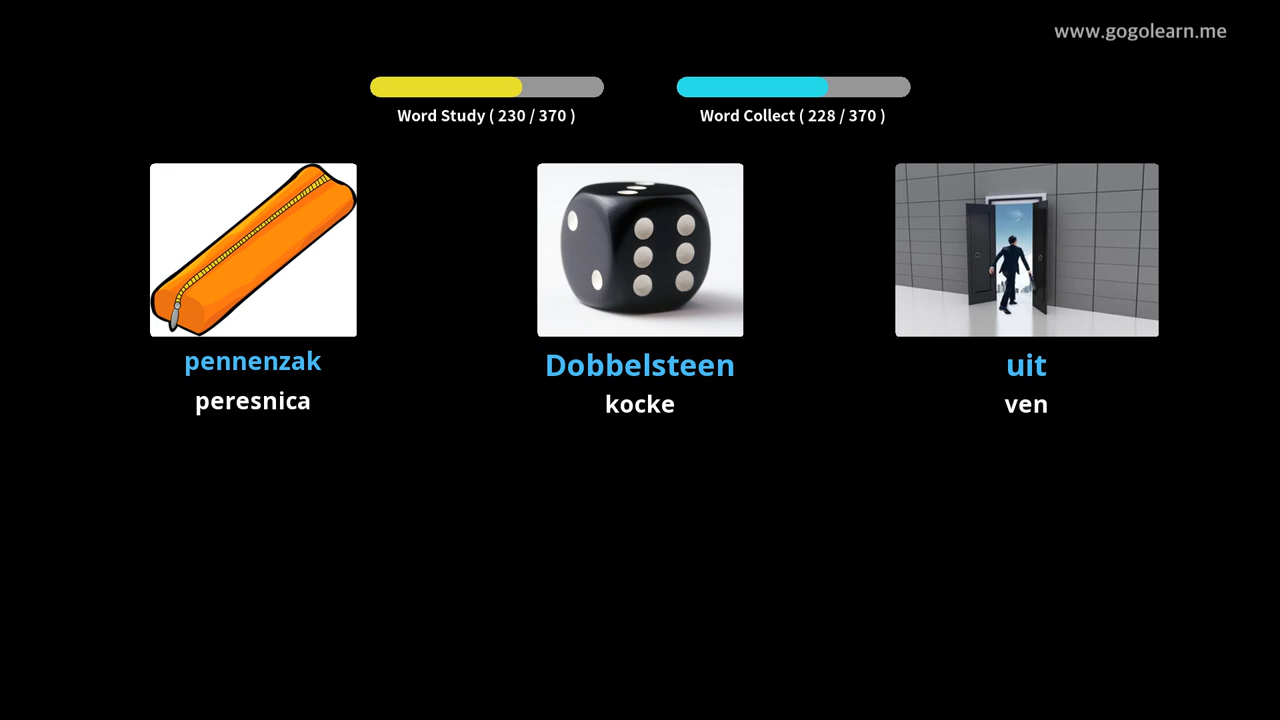 www.gogolearn.me
Word Study ( 230 / 370 )
Word Collect ( 228 / 370 )
pennenzak
peresnica
Dobbelsteen
kocke
uit
ven